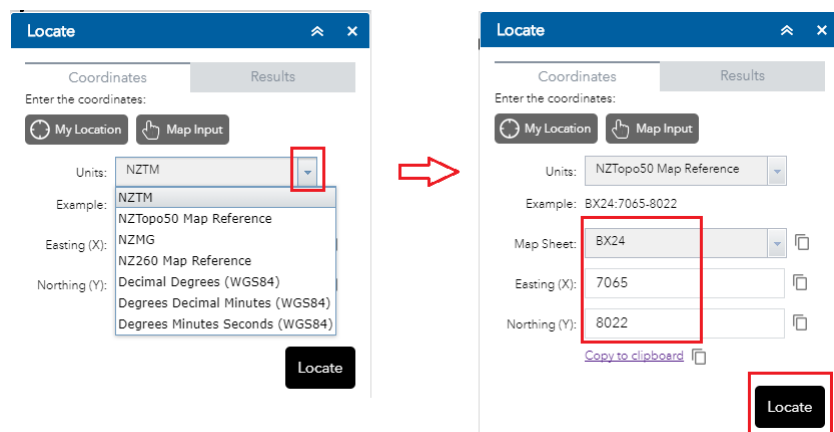 Locate
Coordinates Results
Enter the coordinates:
My Location Map Input
Units: NZTM
NZTM
Example:
NZTopo50 Map Reference
NZMG
Easting (X):
NZ260 Map Reference
Northing (Y):
Decimal Degrees (WGS84)
Degrees Decimal Minutes (WGS84)
Degrees Minutes Seconds (WGS84)
Locate
Locate
Coordinates Results
Enter the coordinates:
My Location Map Input
Units: NZTopo50 Map Reference
Example: BX24:7065-8022
Map Sheet: BX24
Easting (X): 7065
Northing (Y): 8022
Copy to clipboard
Locate